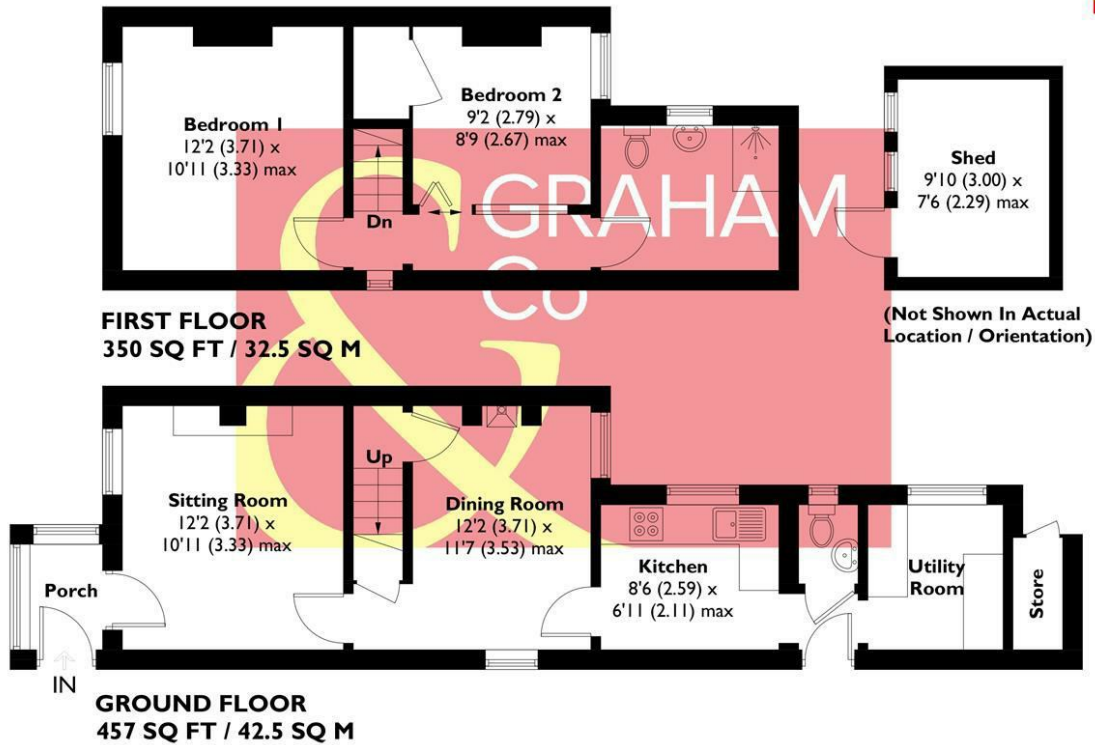 Bedroom 1
12'2 (3.71) x
10'11 (3.33) max
Bedroom 2
9'2 (2.79) x
8'9 (2.67) max
Dn
Shed
9'10 (3.00) x
7'6 (2.29) max
GRAHAM
& Co
FIRST FLOOR
350 SQ FT / 32.5 SQ M
(Not Shown In Actual
Location / Orientation)
Sitting Room
12'2 (3.71) x
10'11 (3.33) max
Up
Dining Room
12'2 (3.71) x
11'7 (3.53) max
Kitchen
8'6 (2.59) x
6'11 (2.11) max
Utility
Room
Store
Porch
IN
GROUND FLOOR
457 SQ FT / 42.5 SQ M